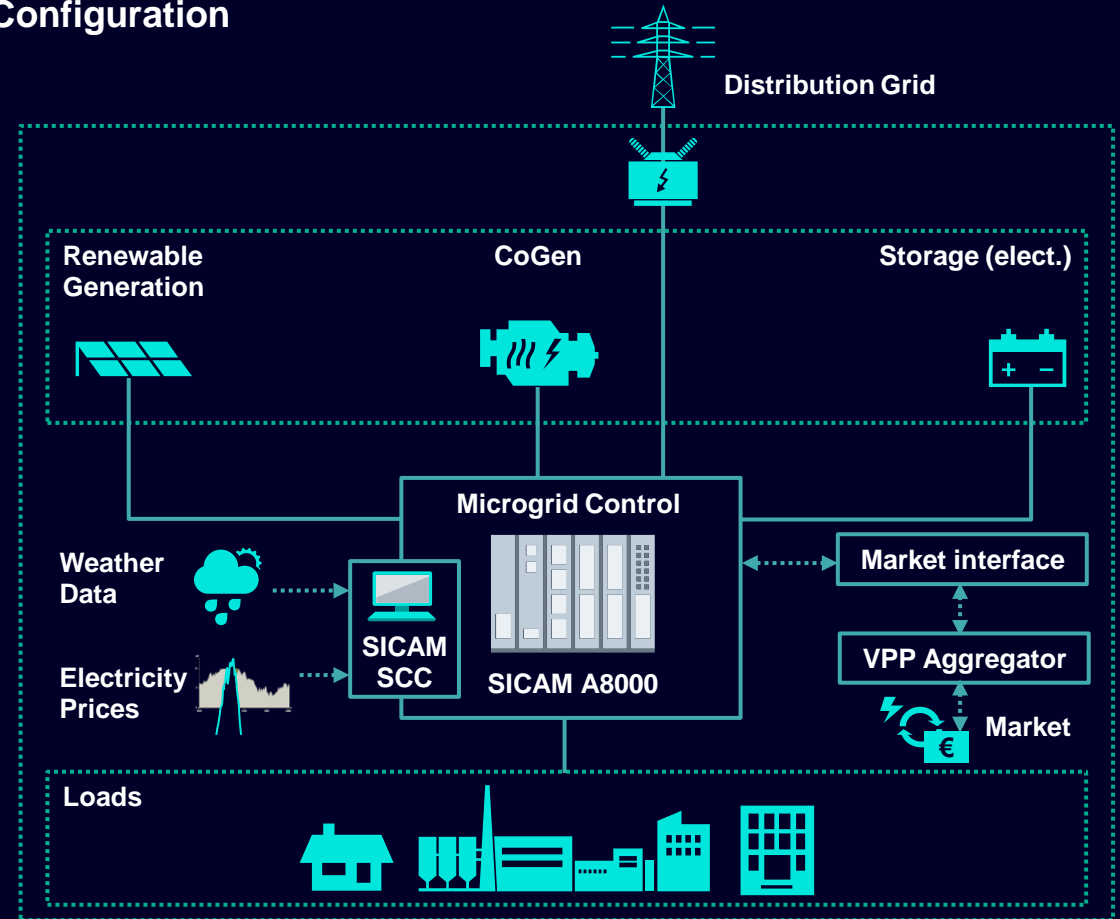 Configuration
Distribution Grid
Renewable
Generation
CoGen
Storage (elect.)
+ −
Microgrid Control
Weather
Data
Market interface
SICAM
SCC
SICAM A8000
VPP Aggregator
Electricity
Prices
Market
€
Loads